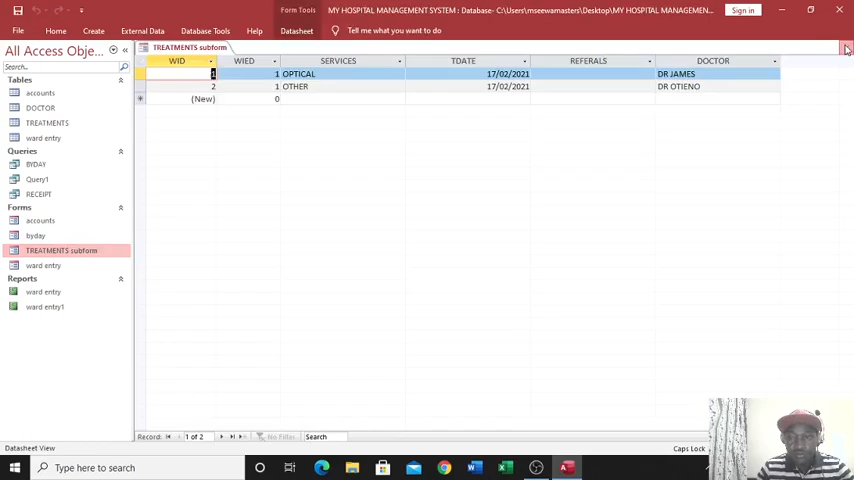 Form Tools
MY HOSPITAL MANAGEMENT SYSTEM : Database- C:\Users\mseewamasters\Desktop\MY HOSPITAL MANAGEMEN...
Sign in
File Home Create External Data Database Tools Help Datasheet Tell me what you want to do
All Access Obje...
Search...
Tables
accounts
DOCTOR
TREATMENTS
ward entry
Queries
BYDAY
Query1
RECEIPT
Forms
accounts
byday
TREATMENTS subform
ward entry
Reports
ward entry
ward entry1
TREATMENTS subform
WID WIED SERVICES TDATE REFERALS DOCTOR
1 1 OPTICAL 17/02/2021 DR JAMES
2 1 OTHER 17/02/2021 DR OTIENO
(New) 0
Record: 1 of 2 No Filter Search
Datasheet View
Caps Lock
Type here to search